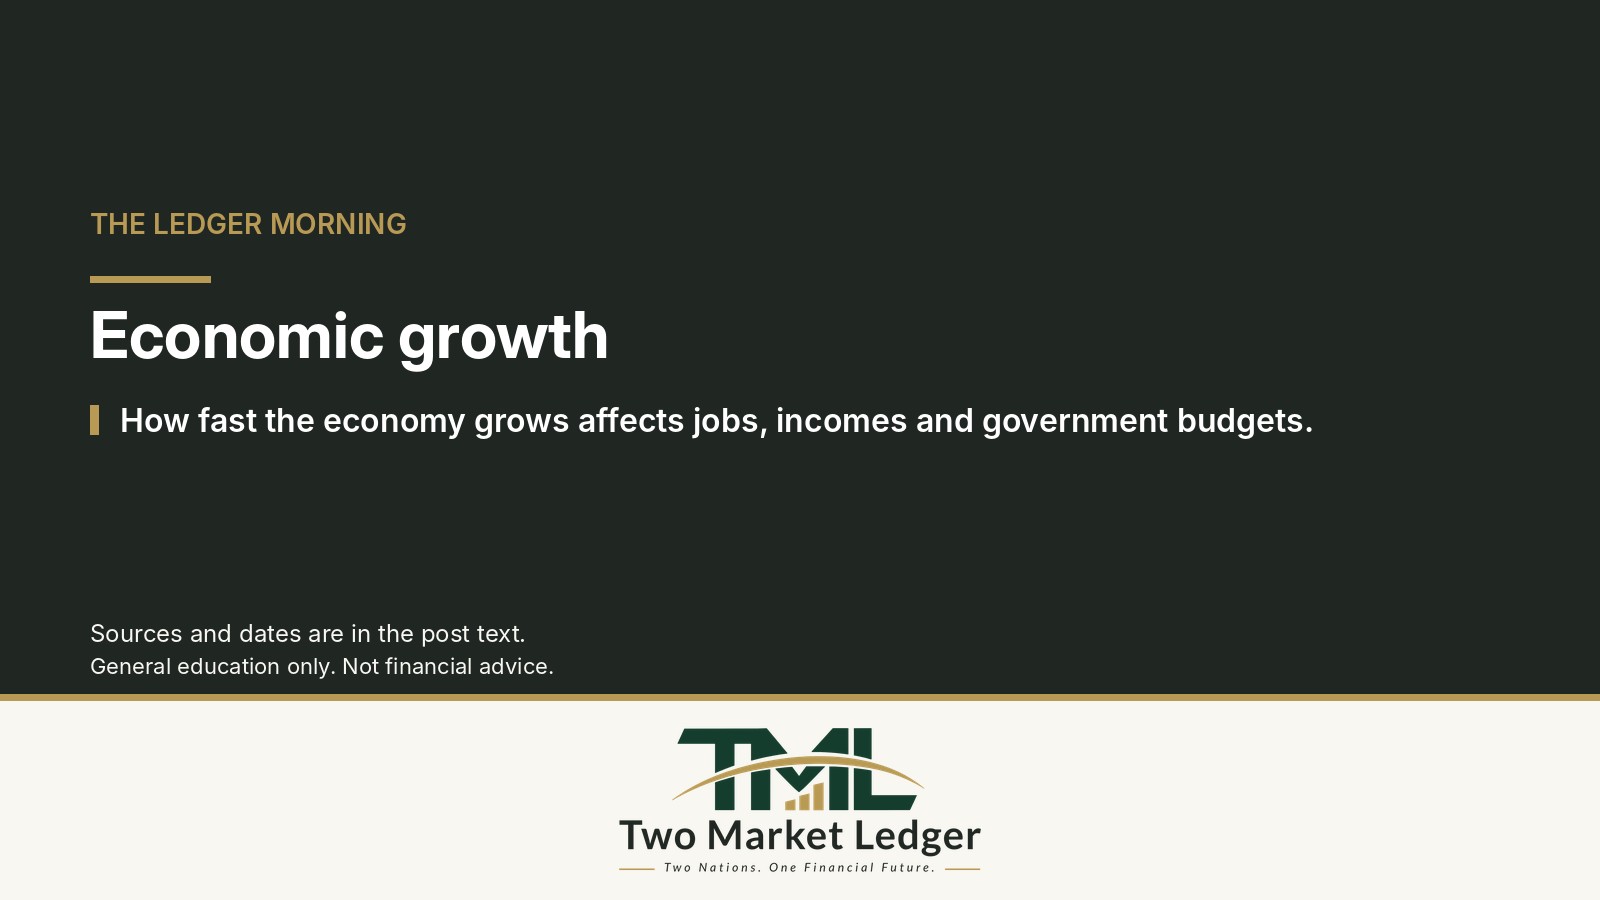 THE LEDGER MORNING
Economic growth
How fast the economy grows affects jobs, incomes and government budgets.
Sources and dates are in the post text.
General education only. Not financial advice.
TML
Two Market Ledger
Two Nations. One Financial Future.